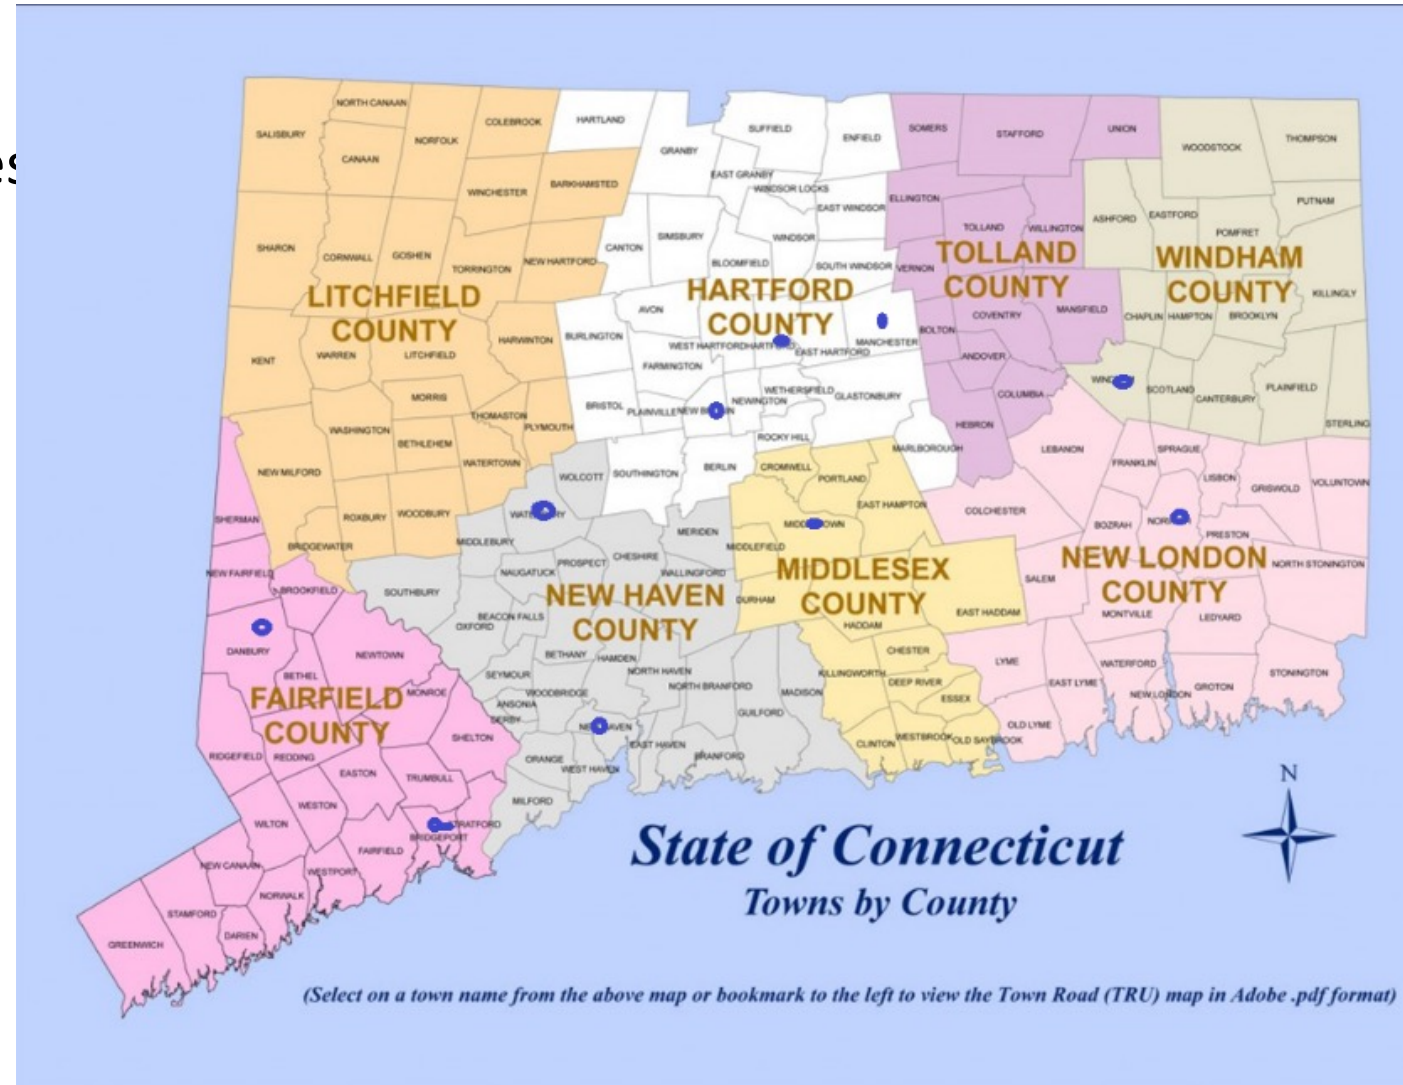 es
NORTH CANAAN
SALISBURY
CANAAN
NORFOLK
COLEBROOK
HARTLAND
GRANBY
SUFFIELD
ENFIELD
SOMERS
STAFFORD
UNION
WOODSTOCK
THOMPSON
WINCHESTER
BARKHAMSTED
EAST GRANBY
WINDSOR LOCKS
EAST WINDSOR
ELLINGTON
TOLLAND
WILLINGTON
ASHFORD
EASTFORD
POMFRET
PUTNAM
SHARON
CORNWALL
GOSHEN
TORRINGTON
NEW HARTFORD
CANTON
SIMSBURY
BLOOMFIELD
WINDSOR
SOUTH WINDSOR
VERNON
TOLLAND
COUNTY
WINDHAM
COUNTY
LITCHFIELD
COUNTY
HARTFORD
COUNTY
KILLINGLY
KENT
WARREN
LITCHFIELD
HARWINTON
BURLINGTON
AVON
WEST HARTFORD
HARTFORD
EAST HARTFORD
MANCHESTER
BOLTON
COVENTRY
MANSFIELD
CHAPLIN
HAMPTON
BROOKLYN
FARMINGTON
ANDOVER
MORRIS
THOMASTON
PLYMOUTH
BRISTOL
PLAINVILLE
NEWINGTON
WETHERSFIELD
GLASTONBURY
COLUMBIA
SCOTLAND
CANTERBURY
PLAINFIELD
STERLING
WASHINGTON
BETHLEHEM
WATERTOWN
ROCKY HILL
MARLBOROUGH
HEBRON
LEBANON
FRANKLIN
SPRAGUE
NEW MILFORD
WOLCOTT
SOUTHINGTON
BERLIN
CROMWELL
PORTLAND
EAST HAMPTON
LISBON
GRISWOLD
VOLUNTOWN
SHERMAN
ROXBURY
WOODBURY
MIDDLEBURY
MERIDEN
MIDDLEFIELD
COLCHESTER
BOZRAH
PRESTON
BRIDGEWATER
NEW FAIRFIELD
BROOKFIELD
SOUTHBURY
NAUGATUCK
PROSPECT
CHESHIRE
WALLINGFORD
NEW HAVEN
COUNTY
MIDDLESEX
COUNTY
NEW LONDON
COUNTY
SALEM
NORTH STONINGTON
DURHAM
HADDAM
EAST HADDAM
MONTVILLE
LEDYARD
OXFORD
BEACON FALLS
DANBURY
BETHEL
NEWTOWN
SEYMOUR
BETHANY
HAMDEN
NORTH HAVEN
NORTH BRANFORD
MADISON
KILLINGWORTH
CHESTER
DEEP RIVER
ESSEX
LYME
EAST LYME
WATERFORD
NEW LONDON
GROTON
STONINGTON
FAIRFIELD
COUNTY
MONROE
WOODBRIDGE
ANSONIA
DERBY
GUILFORD
RIDGEFIELD
REDDING
SHELTON
EASTON
TRUMBULL
ORANGE
WEST HAVEN
EAST HAVEN
BRANFORD
CLINTON
WESTBROOK
OLD SAYBROOK
OLD LYME
WILTON
WESTON
MILFORD
BRIDGEPORT
FAIRFIELD
NEW CANAAN
WESTPORT
NORWALK
STAMFORD
DARIEN
GREENWICH
N
State of Connecticut
Towns by County
(Select on a town name from the above map or bookmark to the left to view the Town Road (TRU) map in Adobe .pdf format)